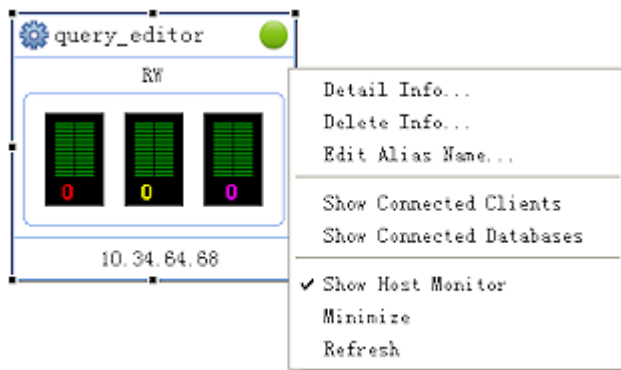 query_editor
RW
0 0 0
10.34.64.68
Detail Info...
Delete Info...
Edit Alias Name...
Show Connected Clients
Show Connected Databases
Show Host Monitor
Minimize
Refresh